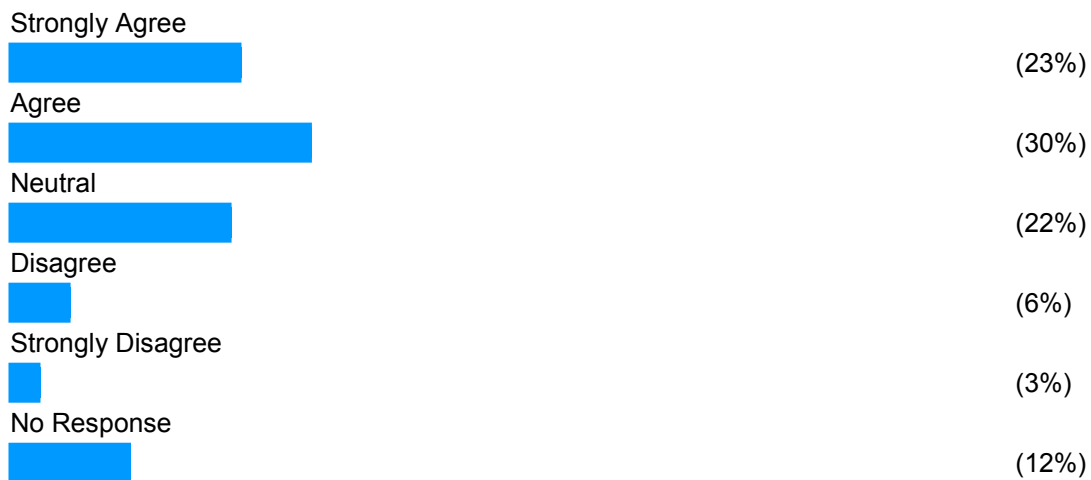 Strongly Agree
(23%)
Agree
(30%)
Neutral
(22%)
Disagree
(6%)
Strongly Disagree
(3%)
No Response
(12%)